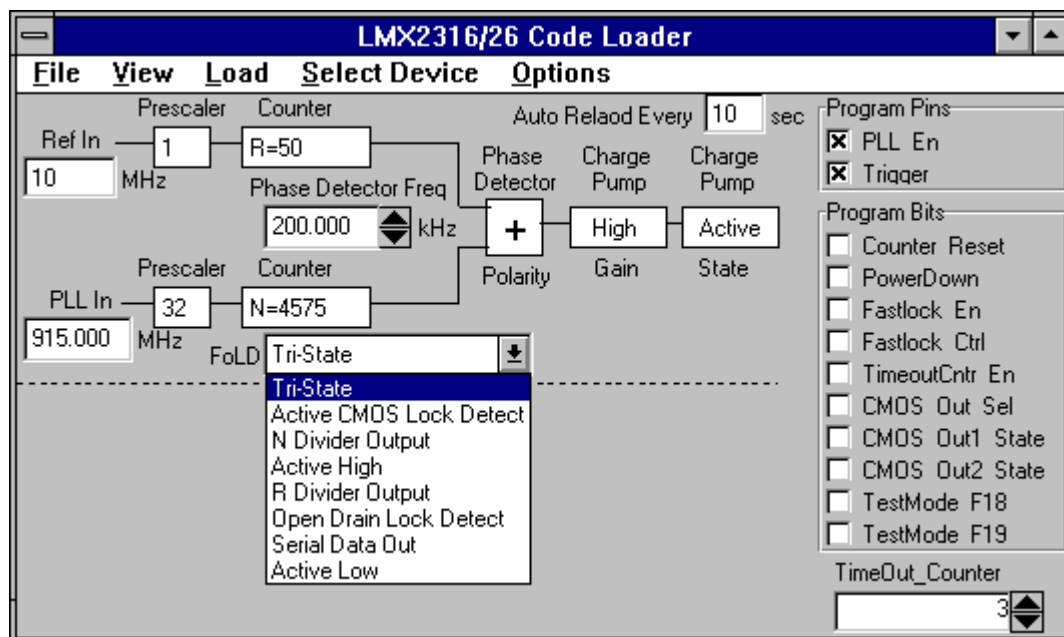 LMX2316/26 Code Loader
File View Load Select Device Options
Prescaler Counter
Auto Relaod Every 10 sec
Ref In 1 R=50
10 MHz
Phase Detector
Charge Pump
Charge Pump
Phase Detector Freq
200.000 kHz
+ High Active
Polarity Gain State
Prescaler Counter
PLL In 32 N=4575
915.000 MHz
FoLD Tri-State
Tri-State
Active CMOS Lock Detect
N Divider Output
Active High
R Divider Output
Open Drain Lock Detect
Serial Data Out
Active Low
Program Pins
PLL En
Trigger
Program Bits
Counter Reset
PowerDown
Fastlock En
Fastlock Ctrl
TimeoutCntr En
CMOS Out Sel
CMOS Out1 State
CMOS Out2 State
TestMode F18
TestMode F19
TimeOut_Counter
3